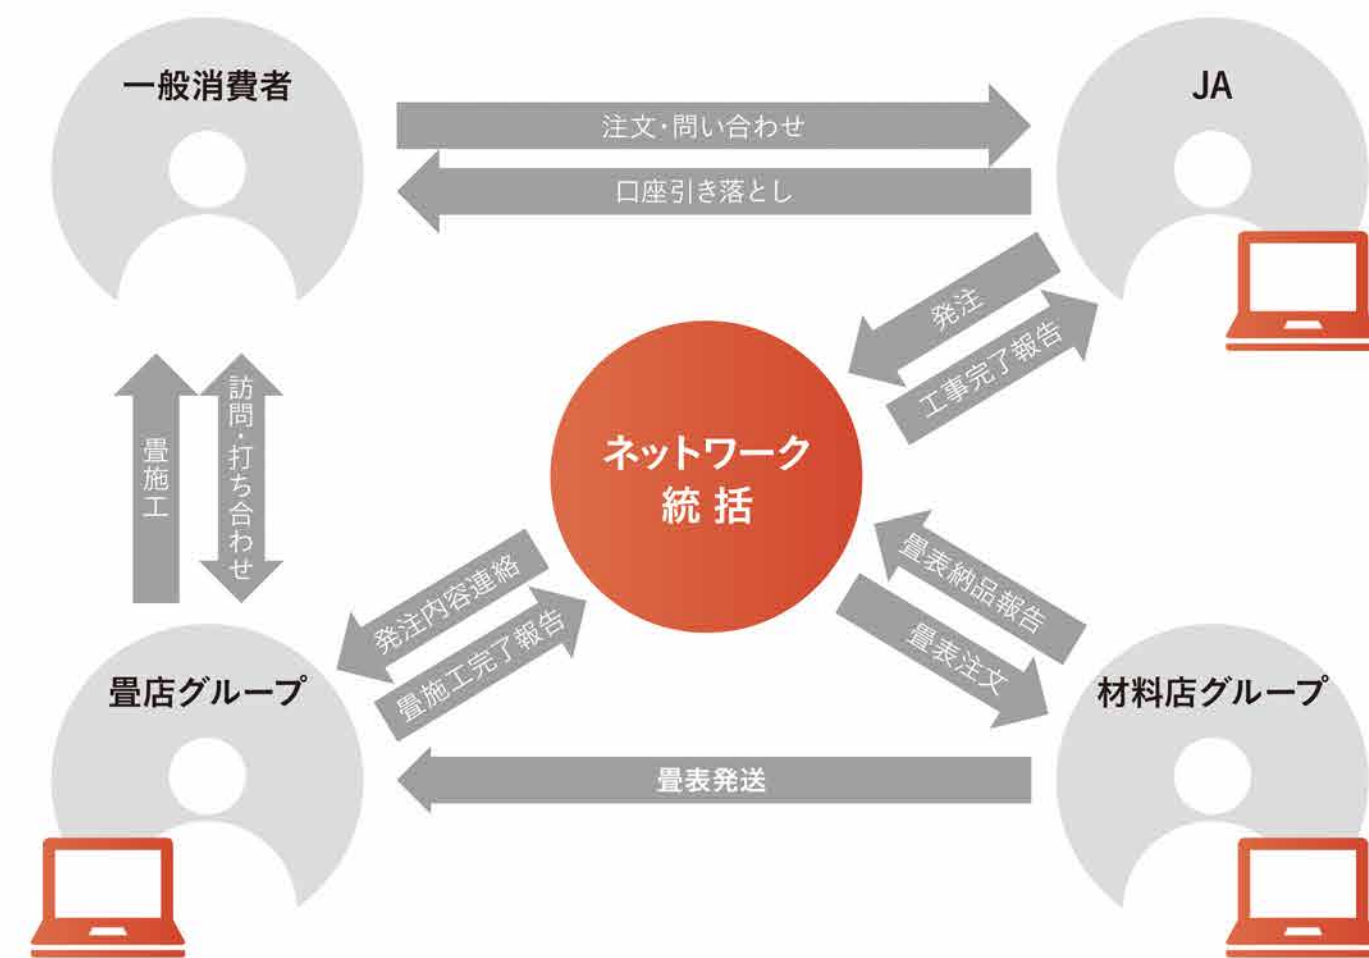 一般消費者
JA
注文・問い合わせ
口座引き落とし
発注
工事完了報告
ネットワーク
統括
畳施工
訪問・打ち合わせ
発注内容連絡
畳施工完了報告
畳表納品報告
畳表注文
畳店グループ
材料店グループ
畳表発送